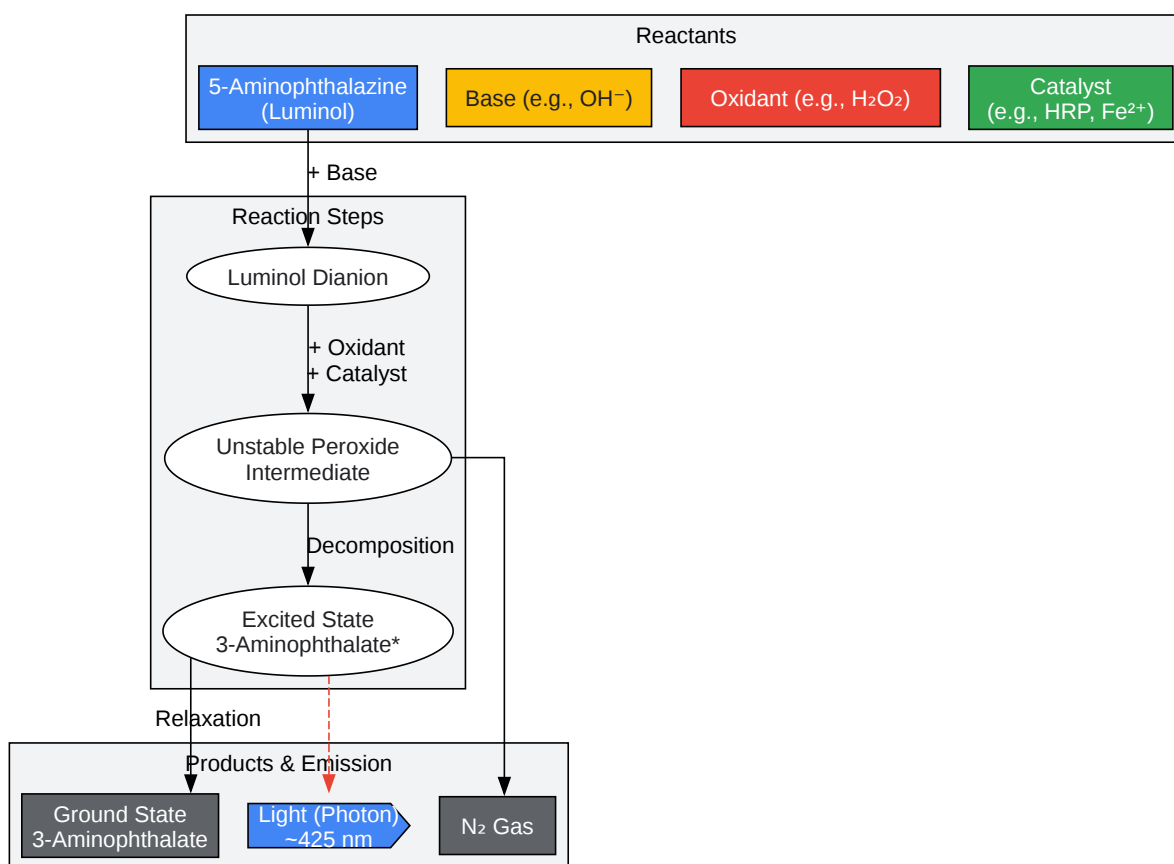 Reactants
5-Aminophthalazine
(Luminol)
Base (e.g., OH⁻)
Oxidant (e.g., H₂O₂)
Catalyst
(e.g., HRP, Fe²⁺)
+ Base
Reaction Steps
Luminol Dianion
+ Oxidant
+ Catalyst
Unstable Peroxide
Intermediate
Decomposition
Excited State
3-Aminophthalate*
Relaxation
Products & Emission
Ground State
3-Aminophthalate
Light (Photon)
~425 nm
N₂ Gas